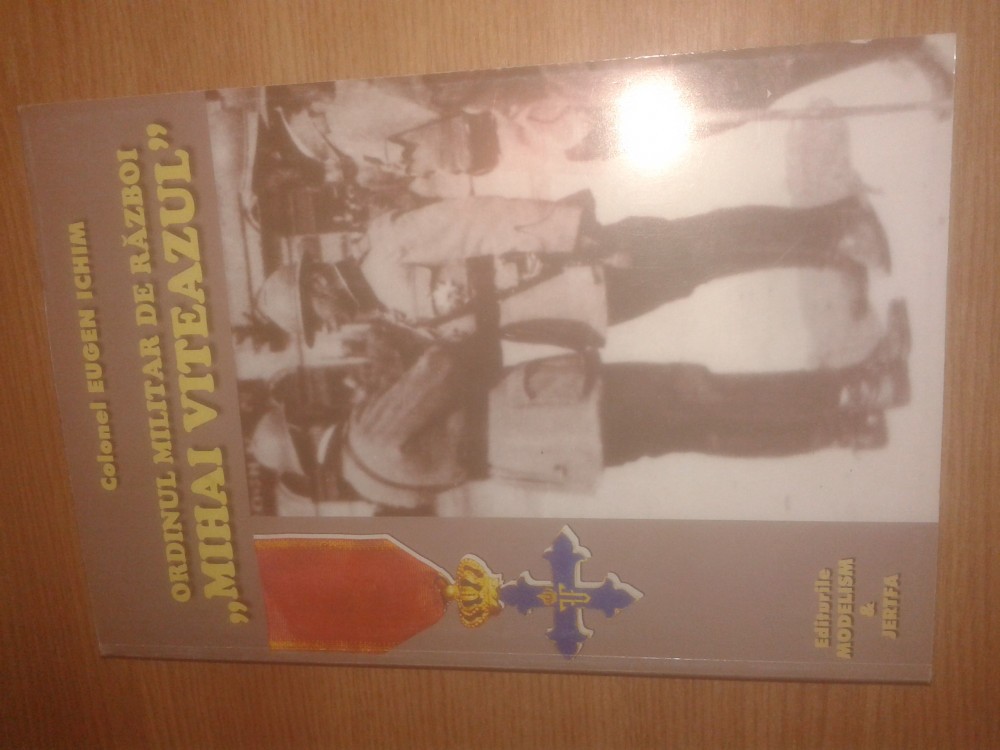 Colonel EUGEN ICHIM
ORDINUL MILITAR DE RĂZBOI
„MIHAI VITEAZUL”
Editurile
MODELISM
&
JERTFA